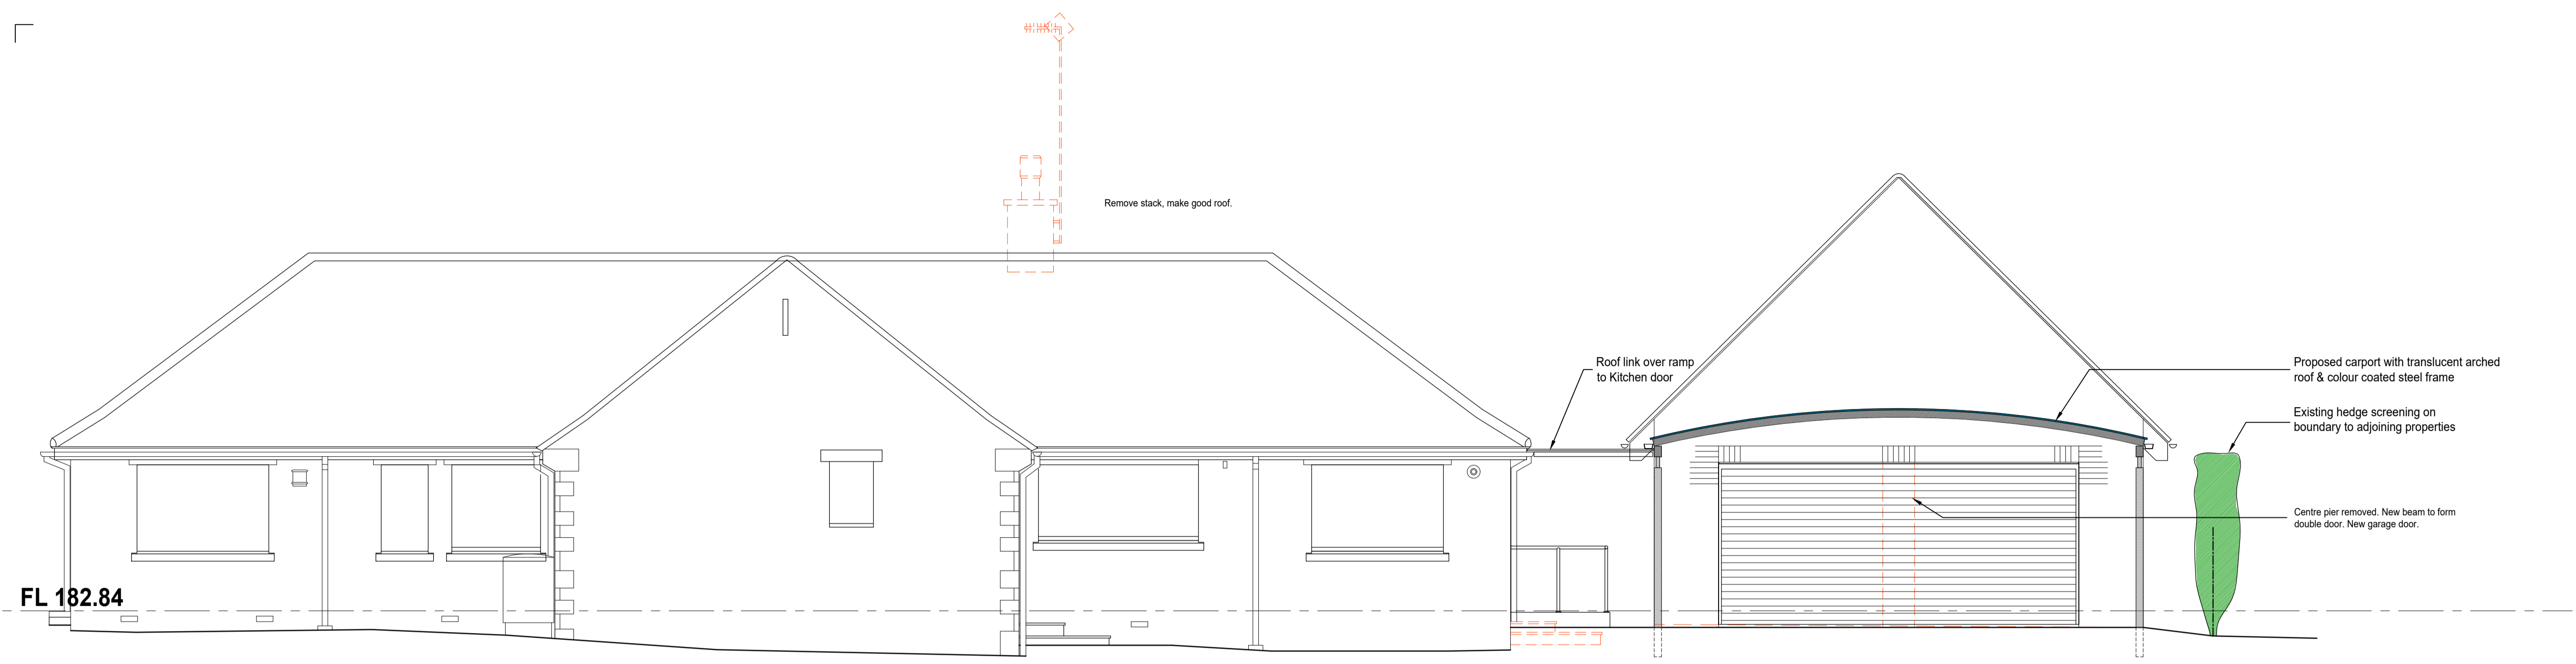 Remove stack, make good roof.
Roof link over ramp
to Kitchen door
Proposed carport with translucent arched
roof & colour coated steel frame
Existing hedge screening on
boundary to adjoining properties
Centre pier removed. New beam to form
double door. New garage door.
FL 182.84